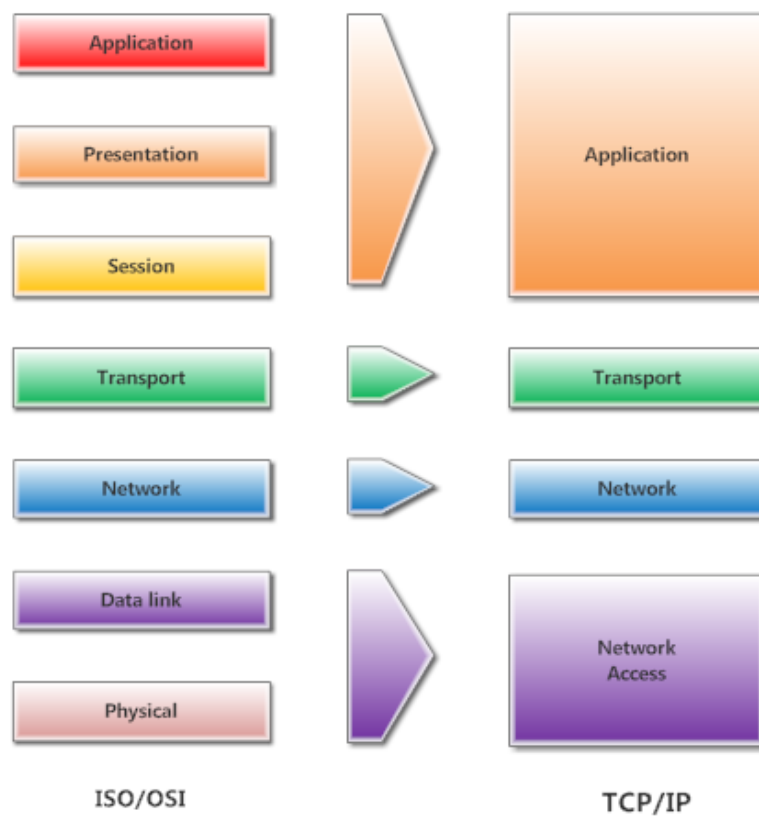 Application
Presentation
Session
Transport
Network
Data link
Physical
ISO/OSI
Application
Transport
Network
Network
Access
TCP/IP